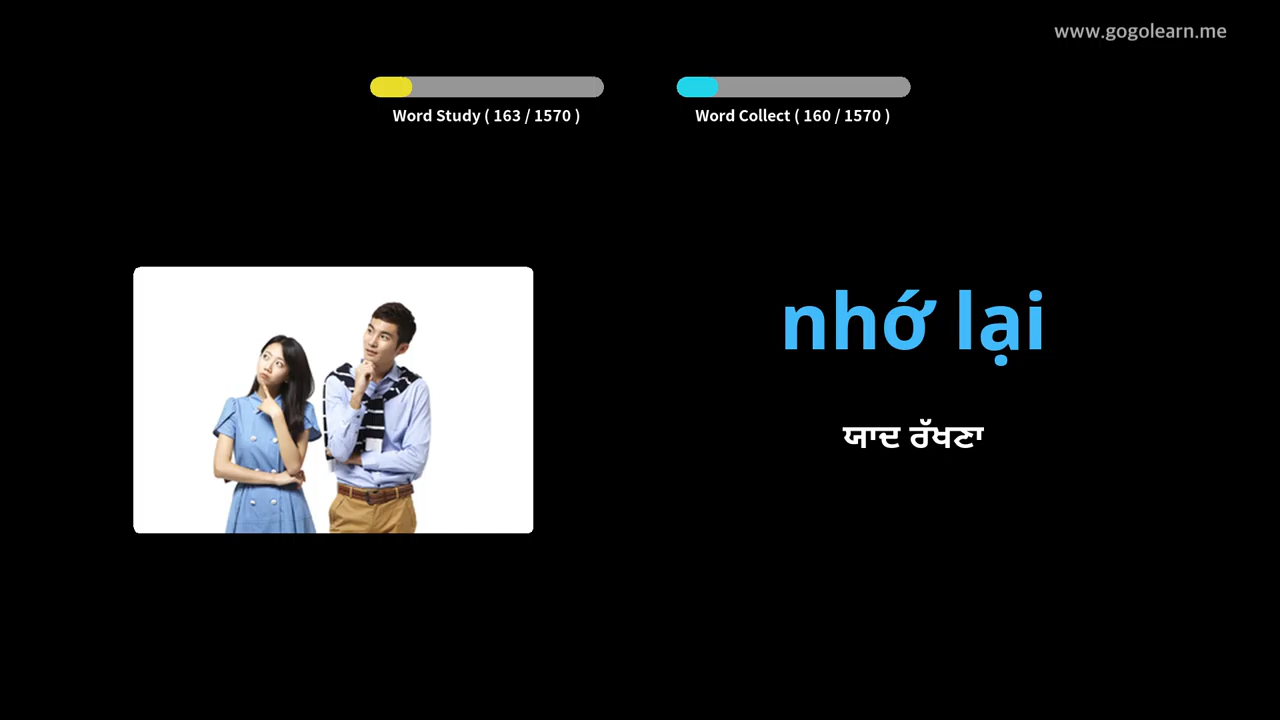 www.gogolearn.me
Word Study ( 163 / 1570 )
Word Collect ( 160 / 1570 )
nhớ lại
ਯਾਦ ਰੱਖਣਾ